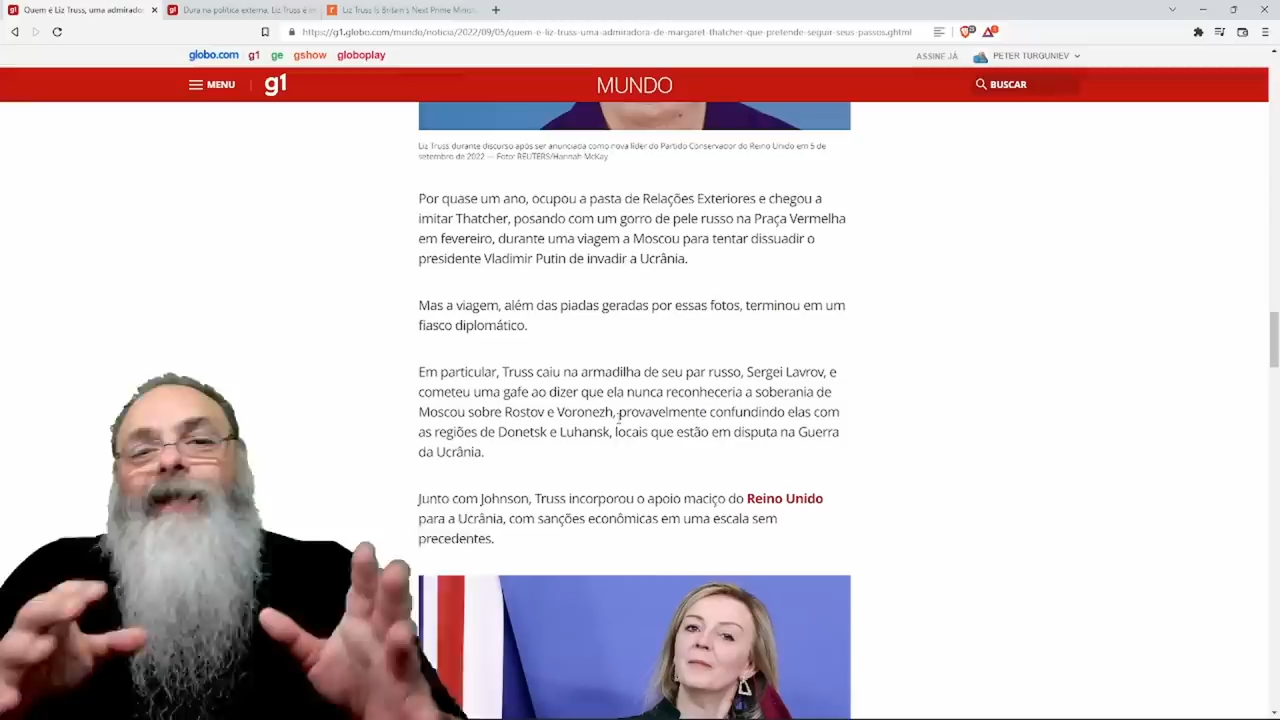 Quem é Liz Truss, uma admirador
Dura na política externa, Liz Truss é
Liz Truss Is Britain's Next Prime Minis
https://g1.globo.com/mundo/noticia/2022/09/05/quem-e-liz-truss-uma-admiradora-de-margaret-thatcher-que-pretende-seguir-seus-passos.ghtml
globo.com g1 ge gshow globoplay
ASSINE JÁ
PETER TURGUNIEV
MENU
g1
MUNDO
BUSCAR
Liz Truss durante discurso após ser anunciada como nova líder do Partido Conservador do Reino Unido em 5 de
setembro de 2022 — Foto: REUTERS/Hannah McKay
Por quase um ano, ocupou a pasta de Relações Exteriores e chegou a
imitar Thatcher, posando com um gorro de pele russo na Praça Vermelha
em fevereiro, durante uma viagem a Moscou para tentar dissuadir o
presidente Vladimir Putin de invadir a Ucrânia.
Mas a viagem, além das piadas geradas por essas fotos, terminou em um
fiasco diplomático.
Em particular, Truss caiu na armadilha de seu par russo, Sergei Lavrov, e
cometeu uma gafe ao dizer que ela nunca reconheceria a soberania de
Moscou sobre Rostov e Voronezh, provavelmente confundindo elas com
as regiões de Donetsk e Luhansk, locais que estão em disputa na Guerra
da Ucrânia.
Junto com Johnson, Truss incorporou o apoio maciço do Reino Unido
para a Ucrânia, com sanções econômicas em uma escala sem
precedentes.